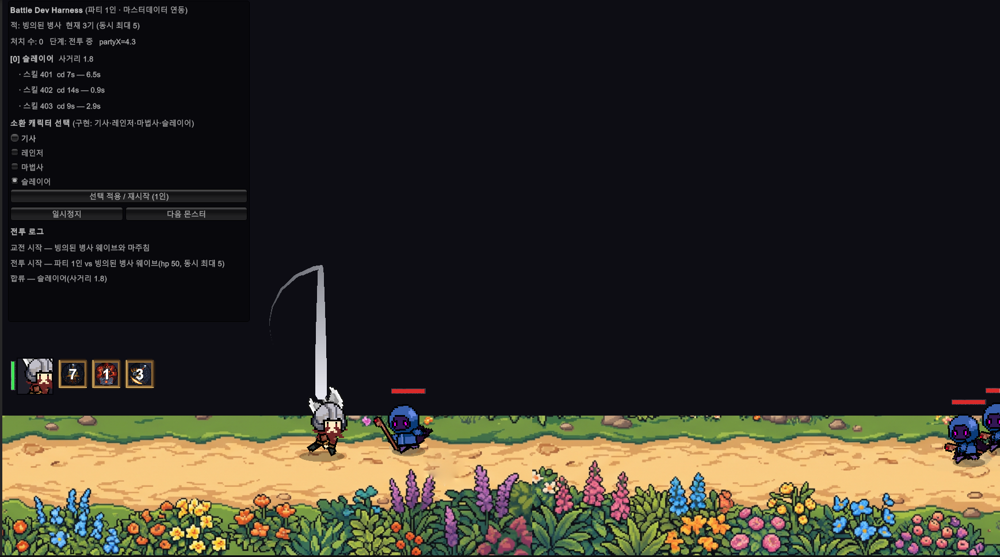 Battle Dev Harness (파티 1인 · 마스터데이터 연동)
적: 빙의된 병사  현재 3기 (동시 최대 5)
처치 수: 0  단계: 전투 중  partyX=4.3
[0] 슬레이어  사거리 1.8
· 스킬 401  cd 7s — 6.5s
· 스킬 402  cd 14s — 0.9s
· 스킬 403  cd 9s — 2.9s
소환 캐릭터 선택 (구현: 기사·레인저·마법사·슬레이어)
기사
레인저
마법사
슬레이어
선택 적용 / 재시작 (1인)
일시정지  다음 몬스터
전투 로그
교전 시작 — 빙의된 병사 웨이브와 마주침
전투 시작 — 파티 1인 vs 빙의된 병사 웨이브(hp 50, 동시 최대 5)
합류 — 슬레이어(사거리 1.8)
7  1  3